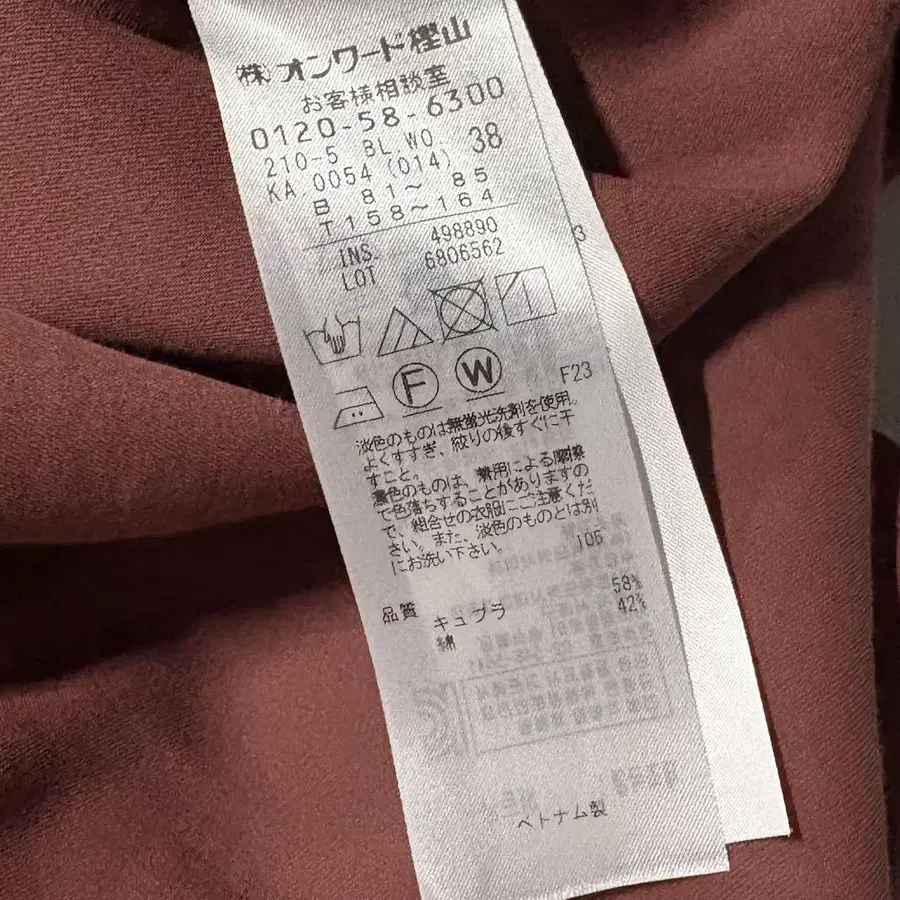 ㈱オンワード樫山
お客様相談室
0120-58-6300
210-5 BL WO 38
KA 0054 (014)
B 81～85
T 158～164
INS. 498890
LOT 6806562
3
F W
F23
淡色のものは無蛍光洗剤を使用。
よくすすぎ、絞りの後すぐに干
すこと。
濃色のものは、着用による摩擦
で色落ちすることがありますの
で、組合せの衣服にご注意くだ
さい。また、淡色のものとは別
にお洗い下さい。 105
品質 キュプラ 58%
綿 42%
ベトナム製